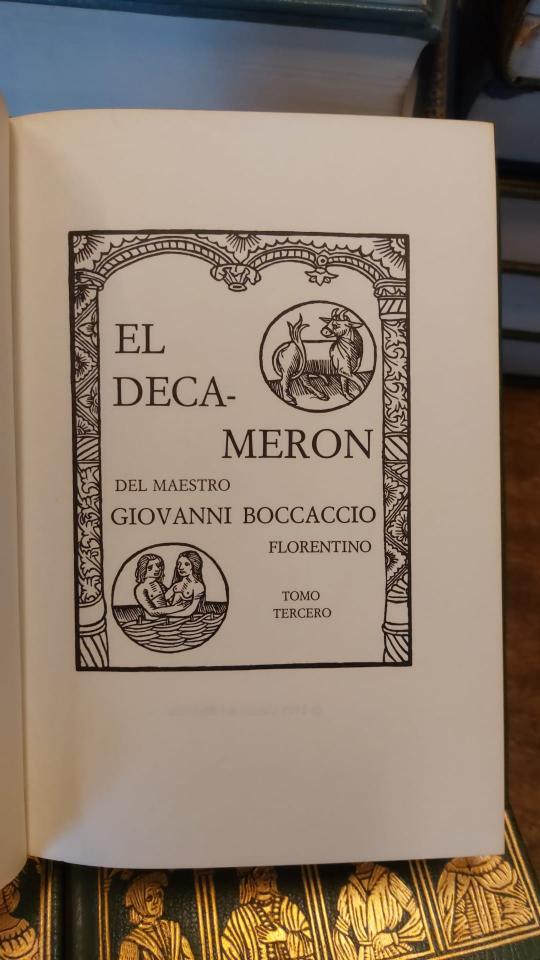 EL
DECA-
MERON
DEL MAESTRO
GIOVANNI BOCCACCIO
FLORENTINO
TOMO
TERCERO